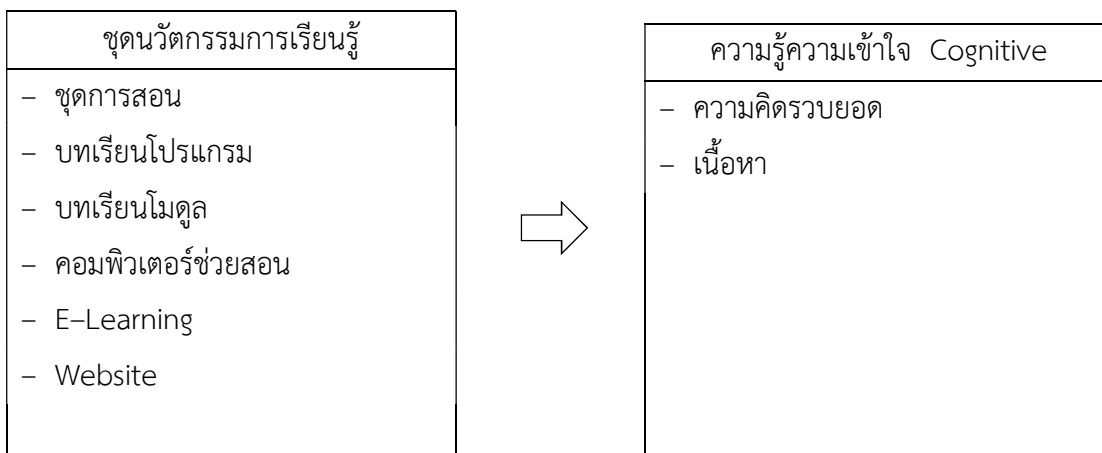 ชุดนวัตกรรมการเรียนรู้
– ชุดการสอน
– บทเรียนโปรแกรม
– บทเรียนโมดูล
– คอมพิวเตอร์ช่วยสอน
– E–Learning
– Website
ความรู้ความเข้าใจ Cognitive
– ความคิดรวบยอด
– เนื้อหา